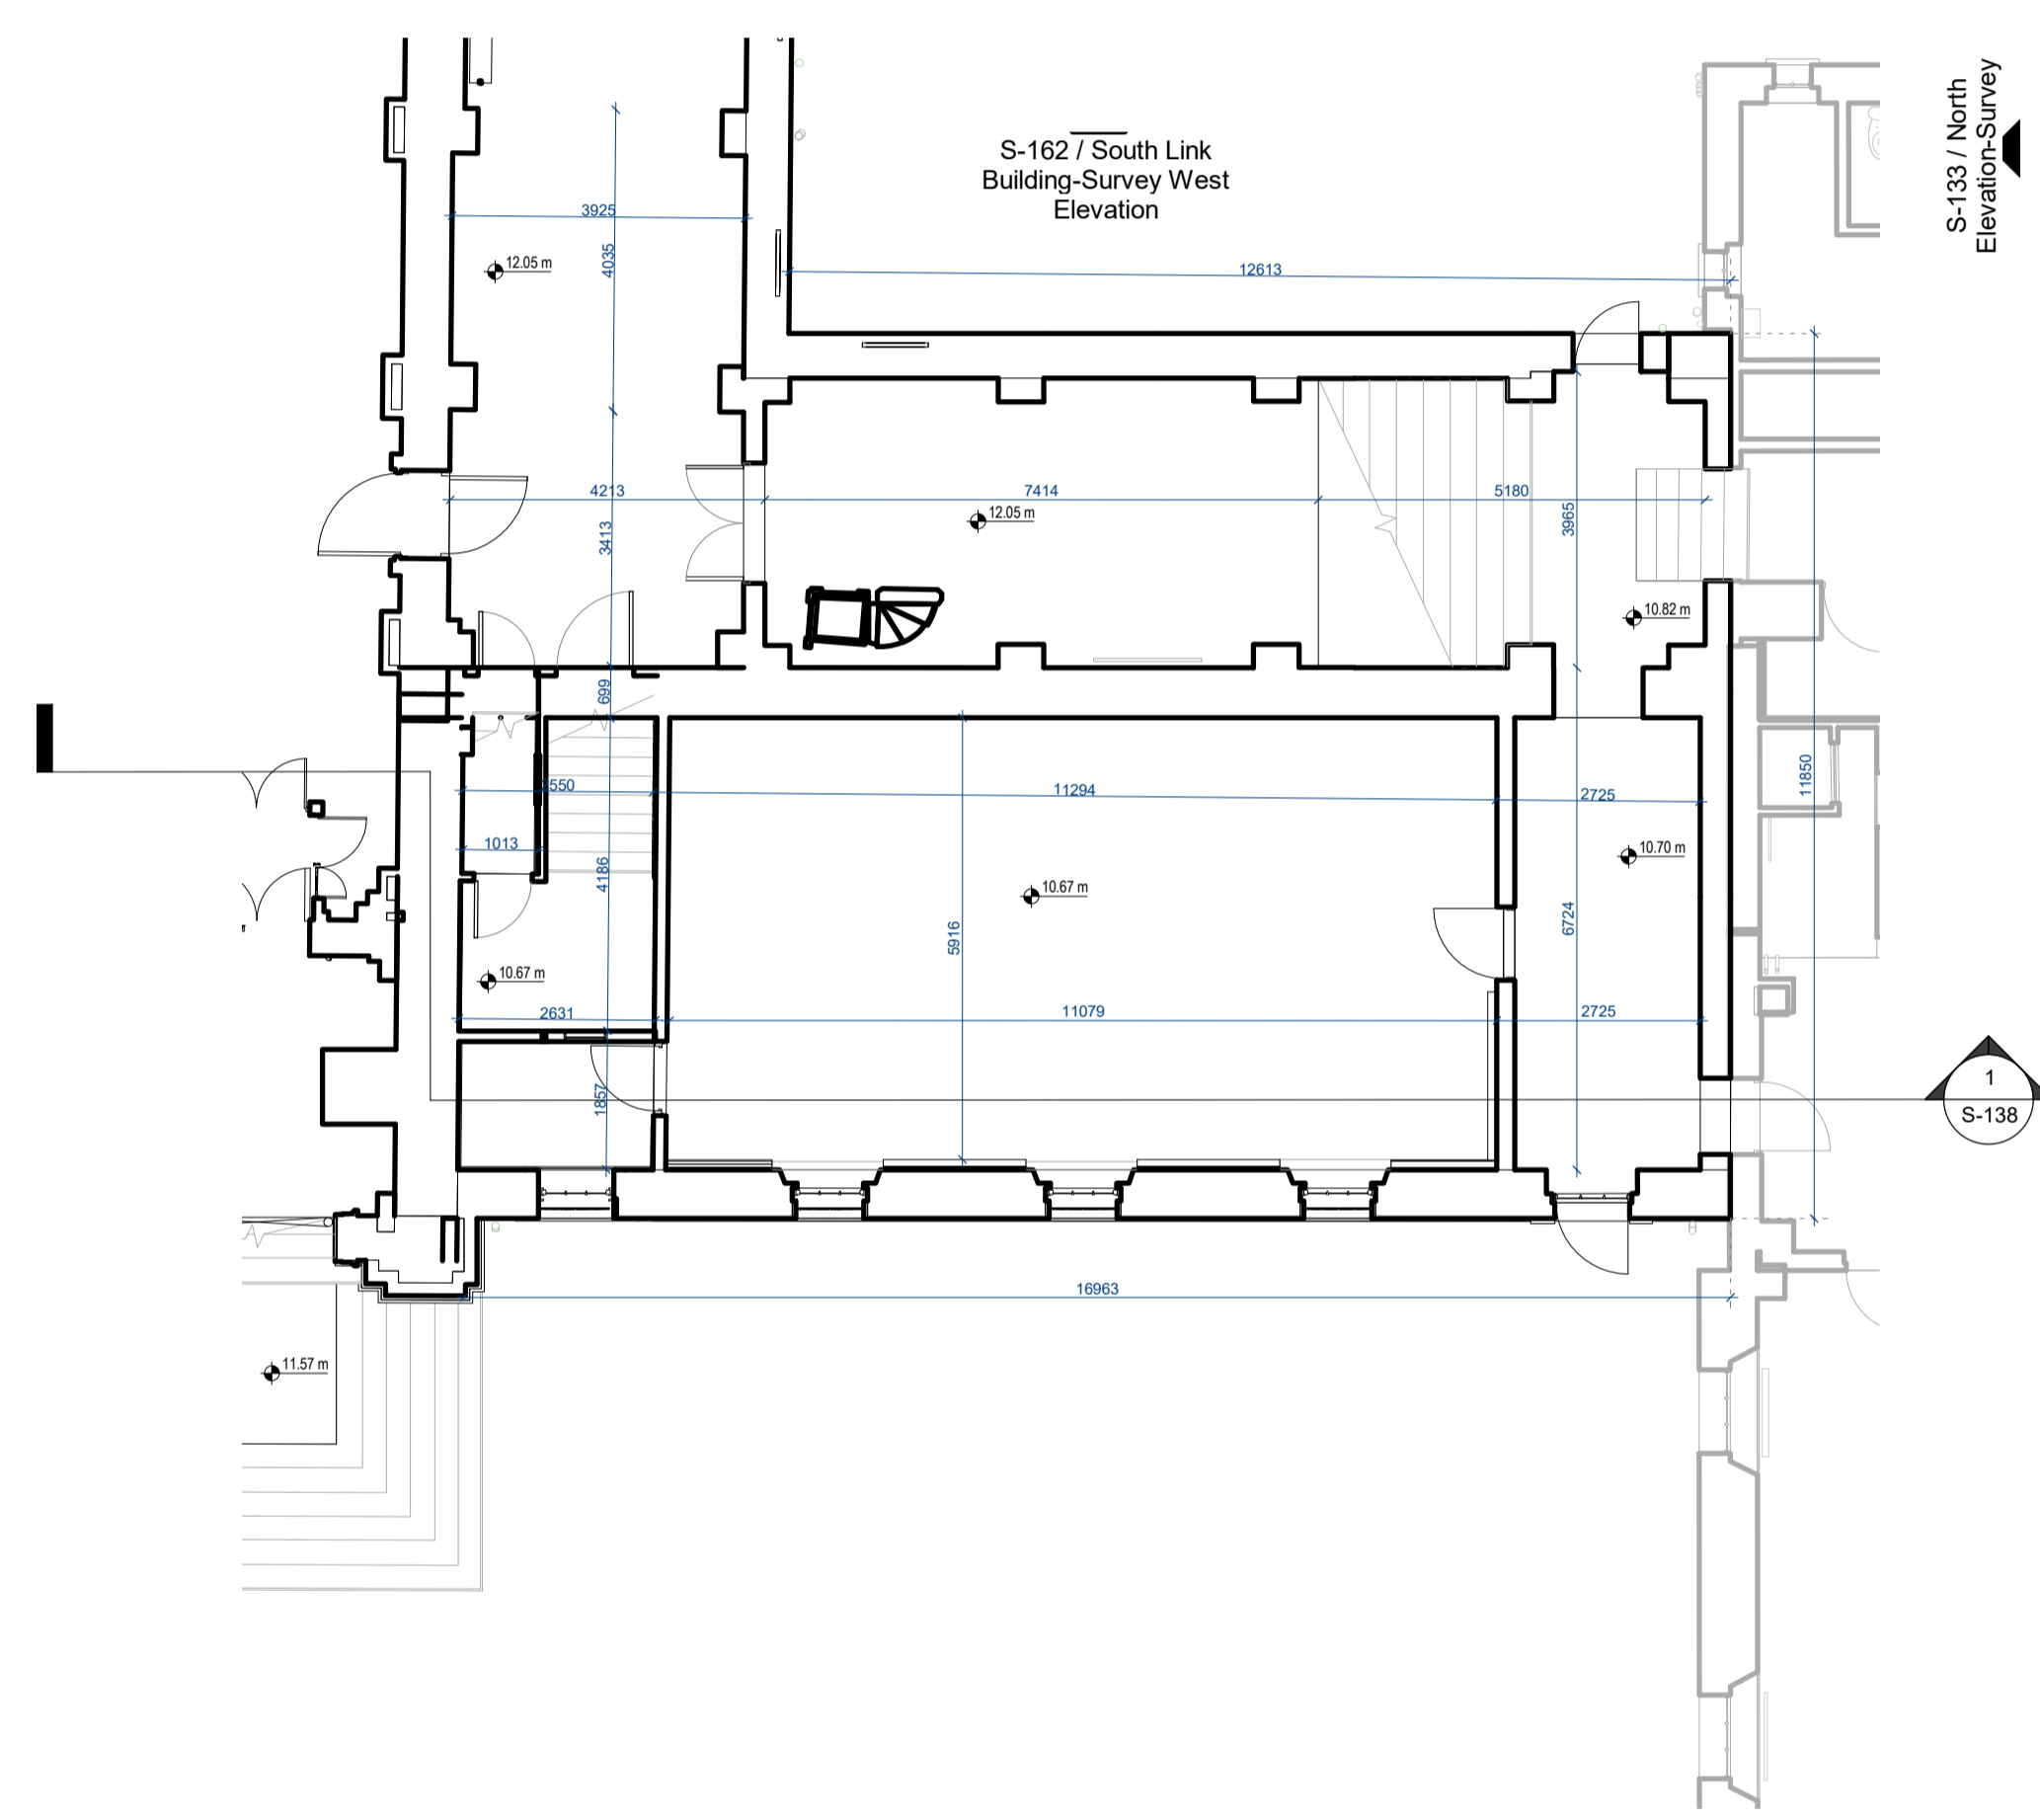 S-133 / North
Elevation-Survey
S-162 / South Link
Building-Survey West
Elevation
3925
4035
12.05 m
12613
4213
7414
5180
3413
12.05 m
3965
10.82 m
699
2550
11294
2725
11850
1013
4186
10.70 m
10.67 m
5916
6724
10.67 m
2631
11079
2725
1857
1
S-138
16963
11.57 m